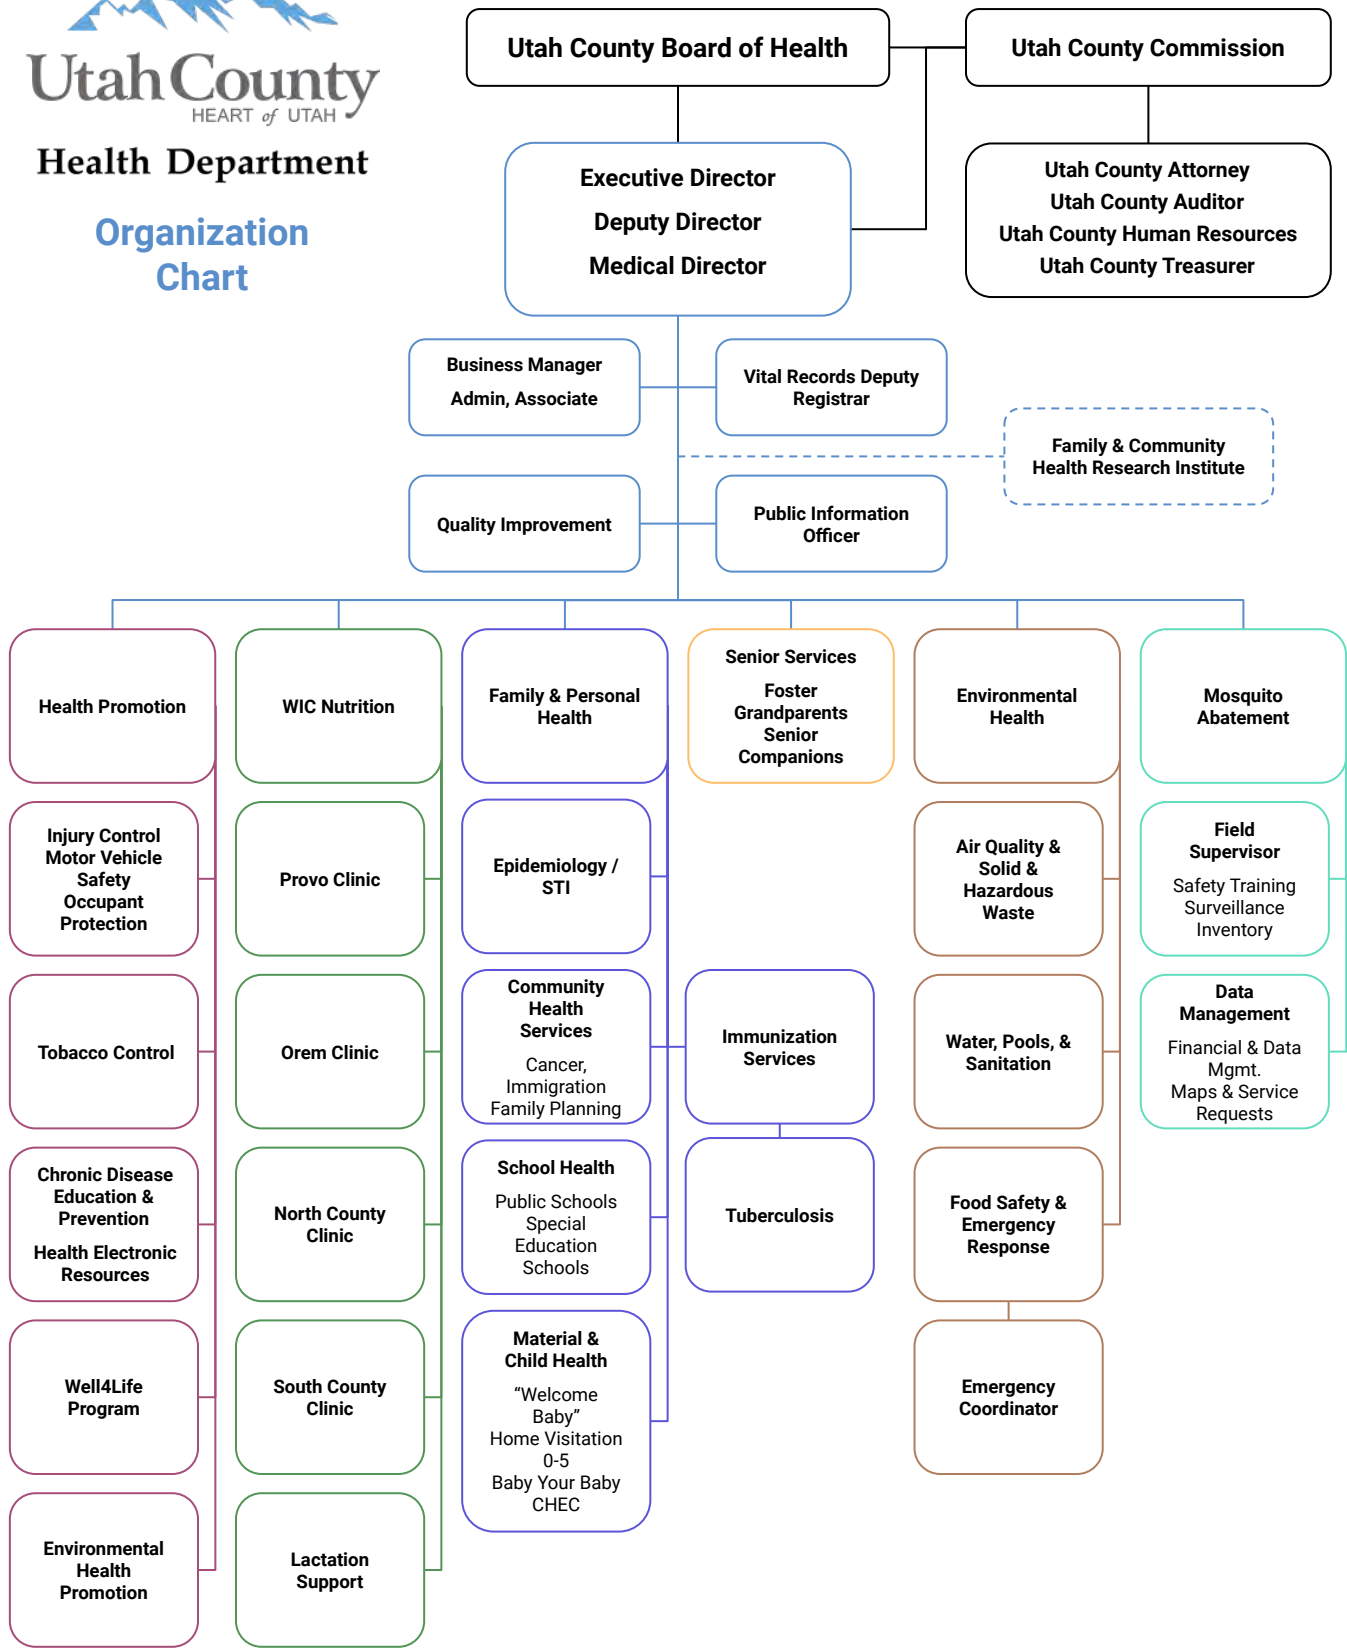 Utah County
HEART of UTAH
Health Department
Organization
Chart
Utah County Board of Health
Utah County Commission
Executive Director
Deputy Director
Medical Director
Utah County Attorney
Utah County Auditor
Utah County Human Resources
Utah County Treasurer
Business Manager
Admin, Associate
Vital Records Deputy
Registrar
Family & Community
Health Research Institute
Quality Improvement
Public Information
Officer
Health Promotion
WIC Nutrition
Family & Personal
Health
Senior Services
Foster
Grandparents
Senior
Companions
Environmental
Health
Mosquito
Abatement
Injury Control
Motor Vehicle
Safety
Occupant
Protection
Provo Clinic
Epidemiology /
STI
Air Quality &
Solid &
Hazardous
Waste
Field
Supervisor
Safety Training
Surveillance
Inventory
Tobacco Control
Orem Clinic
Community
Health
Services
Cancer,
Immigration
Family Planning
Immunization
Services
Water, Pools, &
Sanitation
Data
Management
Financial & Data
Mgmt.
Maps & Service
Requests
Chronic Disease
Education &
Prevention
Health Electronic
Resources
North County
Clinic
School Health
Public Schools
Special
Education
Schools
Tuberculosis
Food Safety &
Emergency
Response
Well4Life
Program
South County
Clinic
Material &
Child Health
“Welcome
Baby”
Home Visitation
0-5
Baby Your Baby
CHEC
Emergency
Coordinator
Environmental
Health
Promotion
Lactation
Support